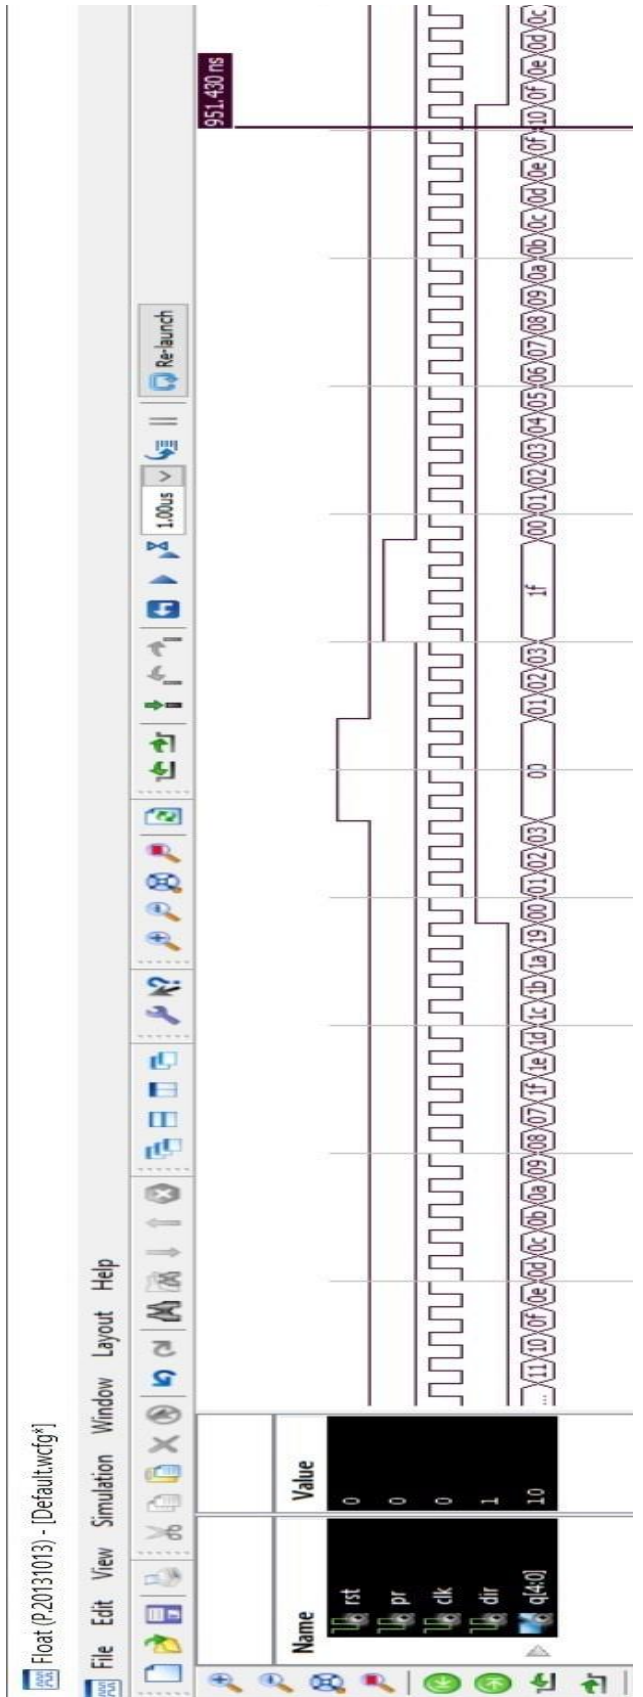 Float (P.20131013) - [Default.wcfg*]
File Edit View Simulation Window Layout Help
1.00us Re-launch
951.430 ns
Name Value
rst 0
pr 0
clk 0
dir 1
q[4:0] 10
... 11 10 0f 0e 0d 0c 0b 0a 09 08 07 1f 1e 1d 1c 1b 1a 19 00 01 02 03 00 01 02 03 1f 00 01 02 03 04 05 06 07 08 09 0a 0b 0c 0d 0e 0f 10 0f 0e 0d 0c